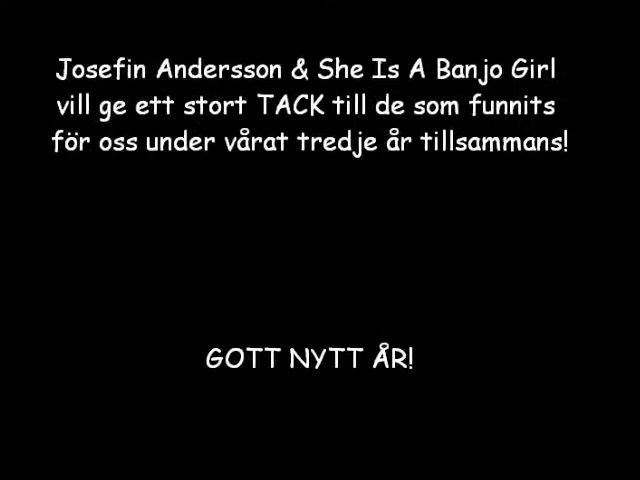 Josefin Andersson & She Is A Banjo Girl
vill ge ett stort TACK till de som funnits
för oss under vårat tredje år tillsammans!
GOTT NYTT ÅR!